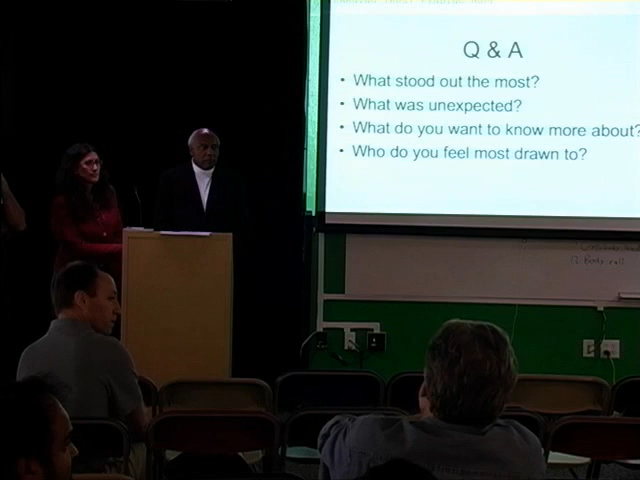 Q & A
• What stood out the most?
• What was unexpected?
• What do you want to know more about?
• Who do you feel most drawn to?